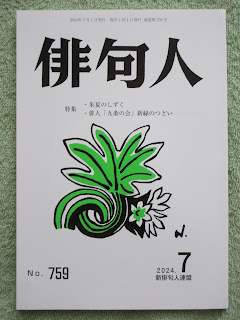 俳句人
特集
・朱夏のしずく
・俳人「九条の会」新緑のつどい
N.
No. 759
2024. 7
新俳句人連盟